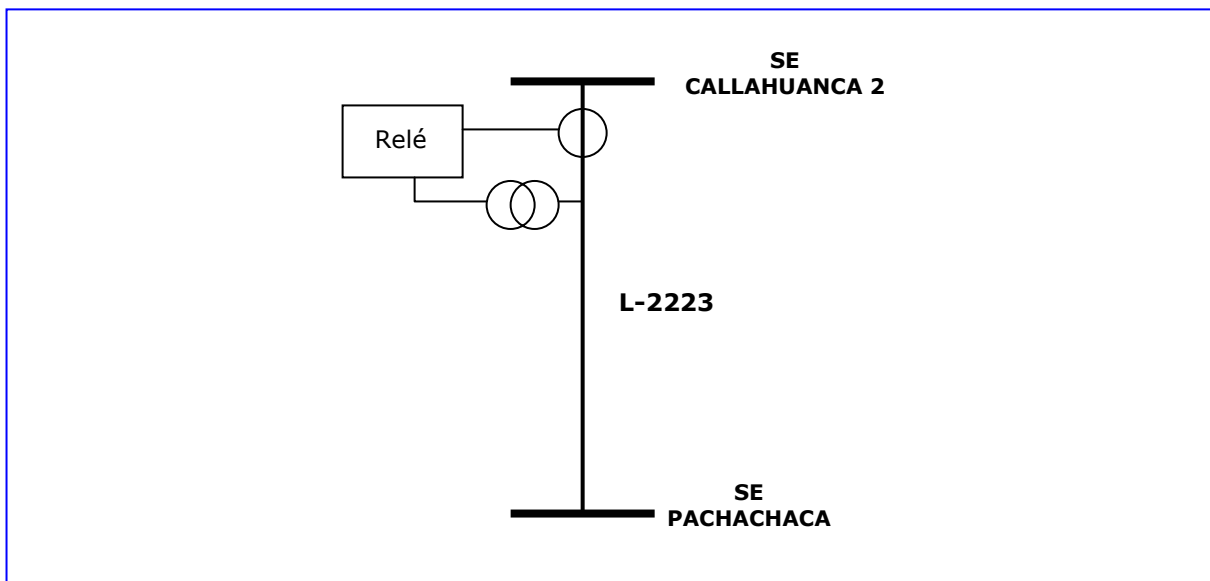 SE
CALLAHUANCA 2
Relé
L-2223
SE
PACHACHACA